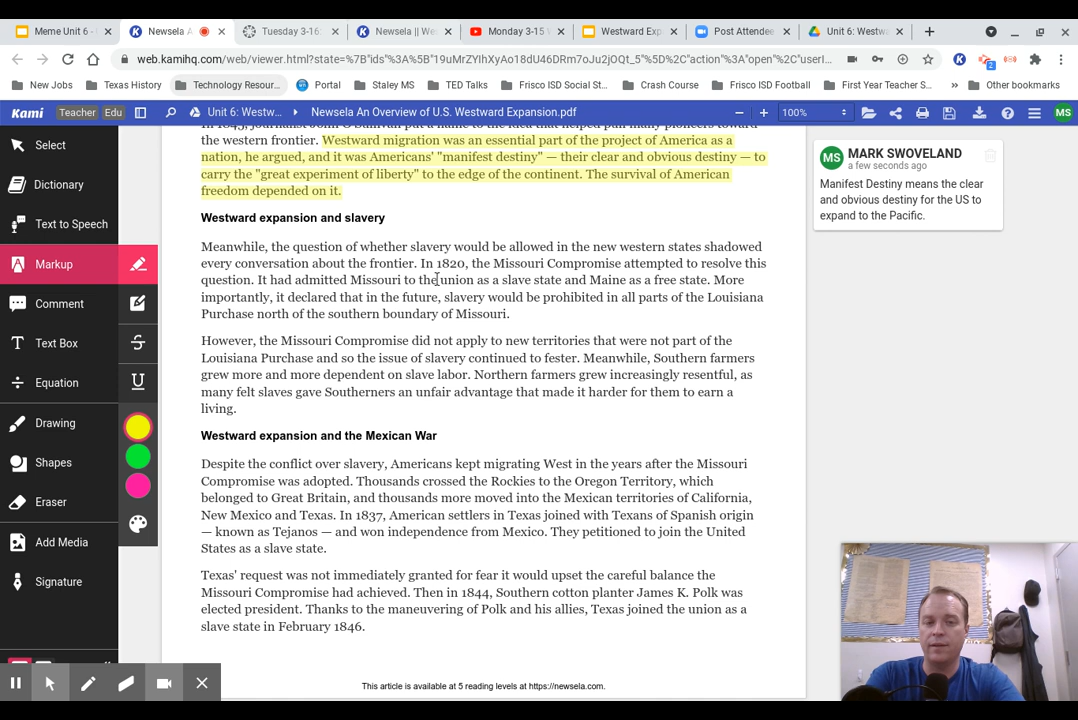 Meme Unit 6 -
Newsela A
Tuesday 3-16:
Newsela || We
Monday 3-15 W
Westward Exp
Post Attendee
Unit 6: Westw
web.kamihq.com/web/viewer.html?state=%7B"ids"%3A%5B"19uMrZYlhXyAo18dU46DRm7oJu2jOQt_5"%5D%2C"action"%3A"open"%2C"userI...
New Jobs
Texas History
Technology Resour...
Portal
Staley MS
TED Talks
Frisco ISD Social St...
Crash Course
Frisco ISD
First Year Teacher S...
»
Other bookmarks
Kami
Teacher
Edu
Unit 6: Westw...
Newsela An Overview of U.S. Westward Expansion.pdf
100%
MS
Select
Dictionary
Text to Speech
Markup
Comment
Text Box
Equation
Drawing
Shapes
Eraser
Add Media
Signature
the western frontier. Westward migration was an essential part of the project of America as a
nation, he argued, and it was Americans' "manifest destiny" — their clear and obvious destiny — to
carry the "great experiment of liberty" to the edge of the continent. The survival of American
freedom depended on it.
Westward expansion and slavery
Meanwhile, the question of whether slavery would be allowed in the new western states shadowed
every conversation about the frontier. In 1820, the Missouri Compromise attempted to resolve this
question. It had admitted Missouri to the union as a slave state and Maine as a free state. More
importantly, it declared that in the future, slavery would be prohibited in all parts of the Louisiana
Purchase north of the southern boundary of Missouri.
However, the Missouri Compromise did not apply to new territories that were not part of the
Louisiana Purchase and so the issue of slavery continued to fester. Meanwhile, Southern farmers
grew more and more dependent on slave labor. Northern farmers grew increasingly resentful, as
many felt slaves gave Southerners an unfair advantage that made it harder for them to earn a
living.
Westward expansion and the Mexican War
Despite the conflict over slavery, Americans kept migrating West in the years after the Missouri
Compromise was adopted. Thousands crossed the Rockies to the Oregon Territory, which
belonged to Great Britain, and thousands more moved into the Mexican territories of California,
New Mexico and Texas. In 1837, American settlers in Texas joined with Texans of Spanish origin
— known as Tejanos — and won independence from Mexico. They petitioned to join the United
States as a slave state.
Texas' request was not immediately granted for fear it would upset the careful balance the
Missouri Compromise had achieved. Then in 1844, Southern cotton planter James K. Polk was
elected president. Thanks to the maneuvering of Polk and his allies, Texas joined the union as a
slave state in February 1846.
This article is available at 5 reading levels at https://newsela.com.
MS
MARK SWOVELAND
a few seconds ago
Manifest Destiny means the clear
and obvious destiny for the US to
expand to the Pacific.